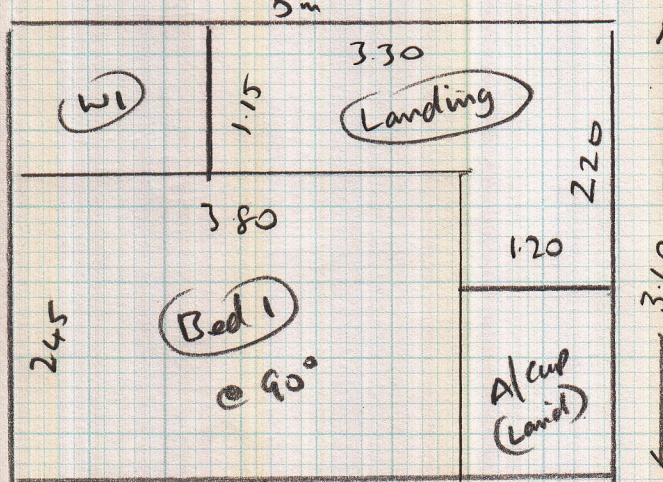 5m
3.30
W1
1.15
Landing
220
3.80
1.20
245
Bed 1
@ 90°
A/cup
(Land)